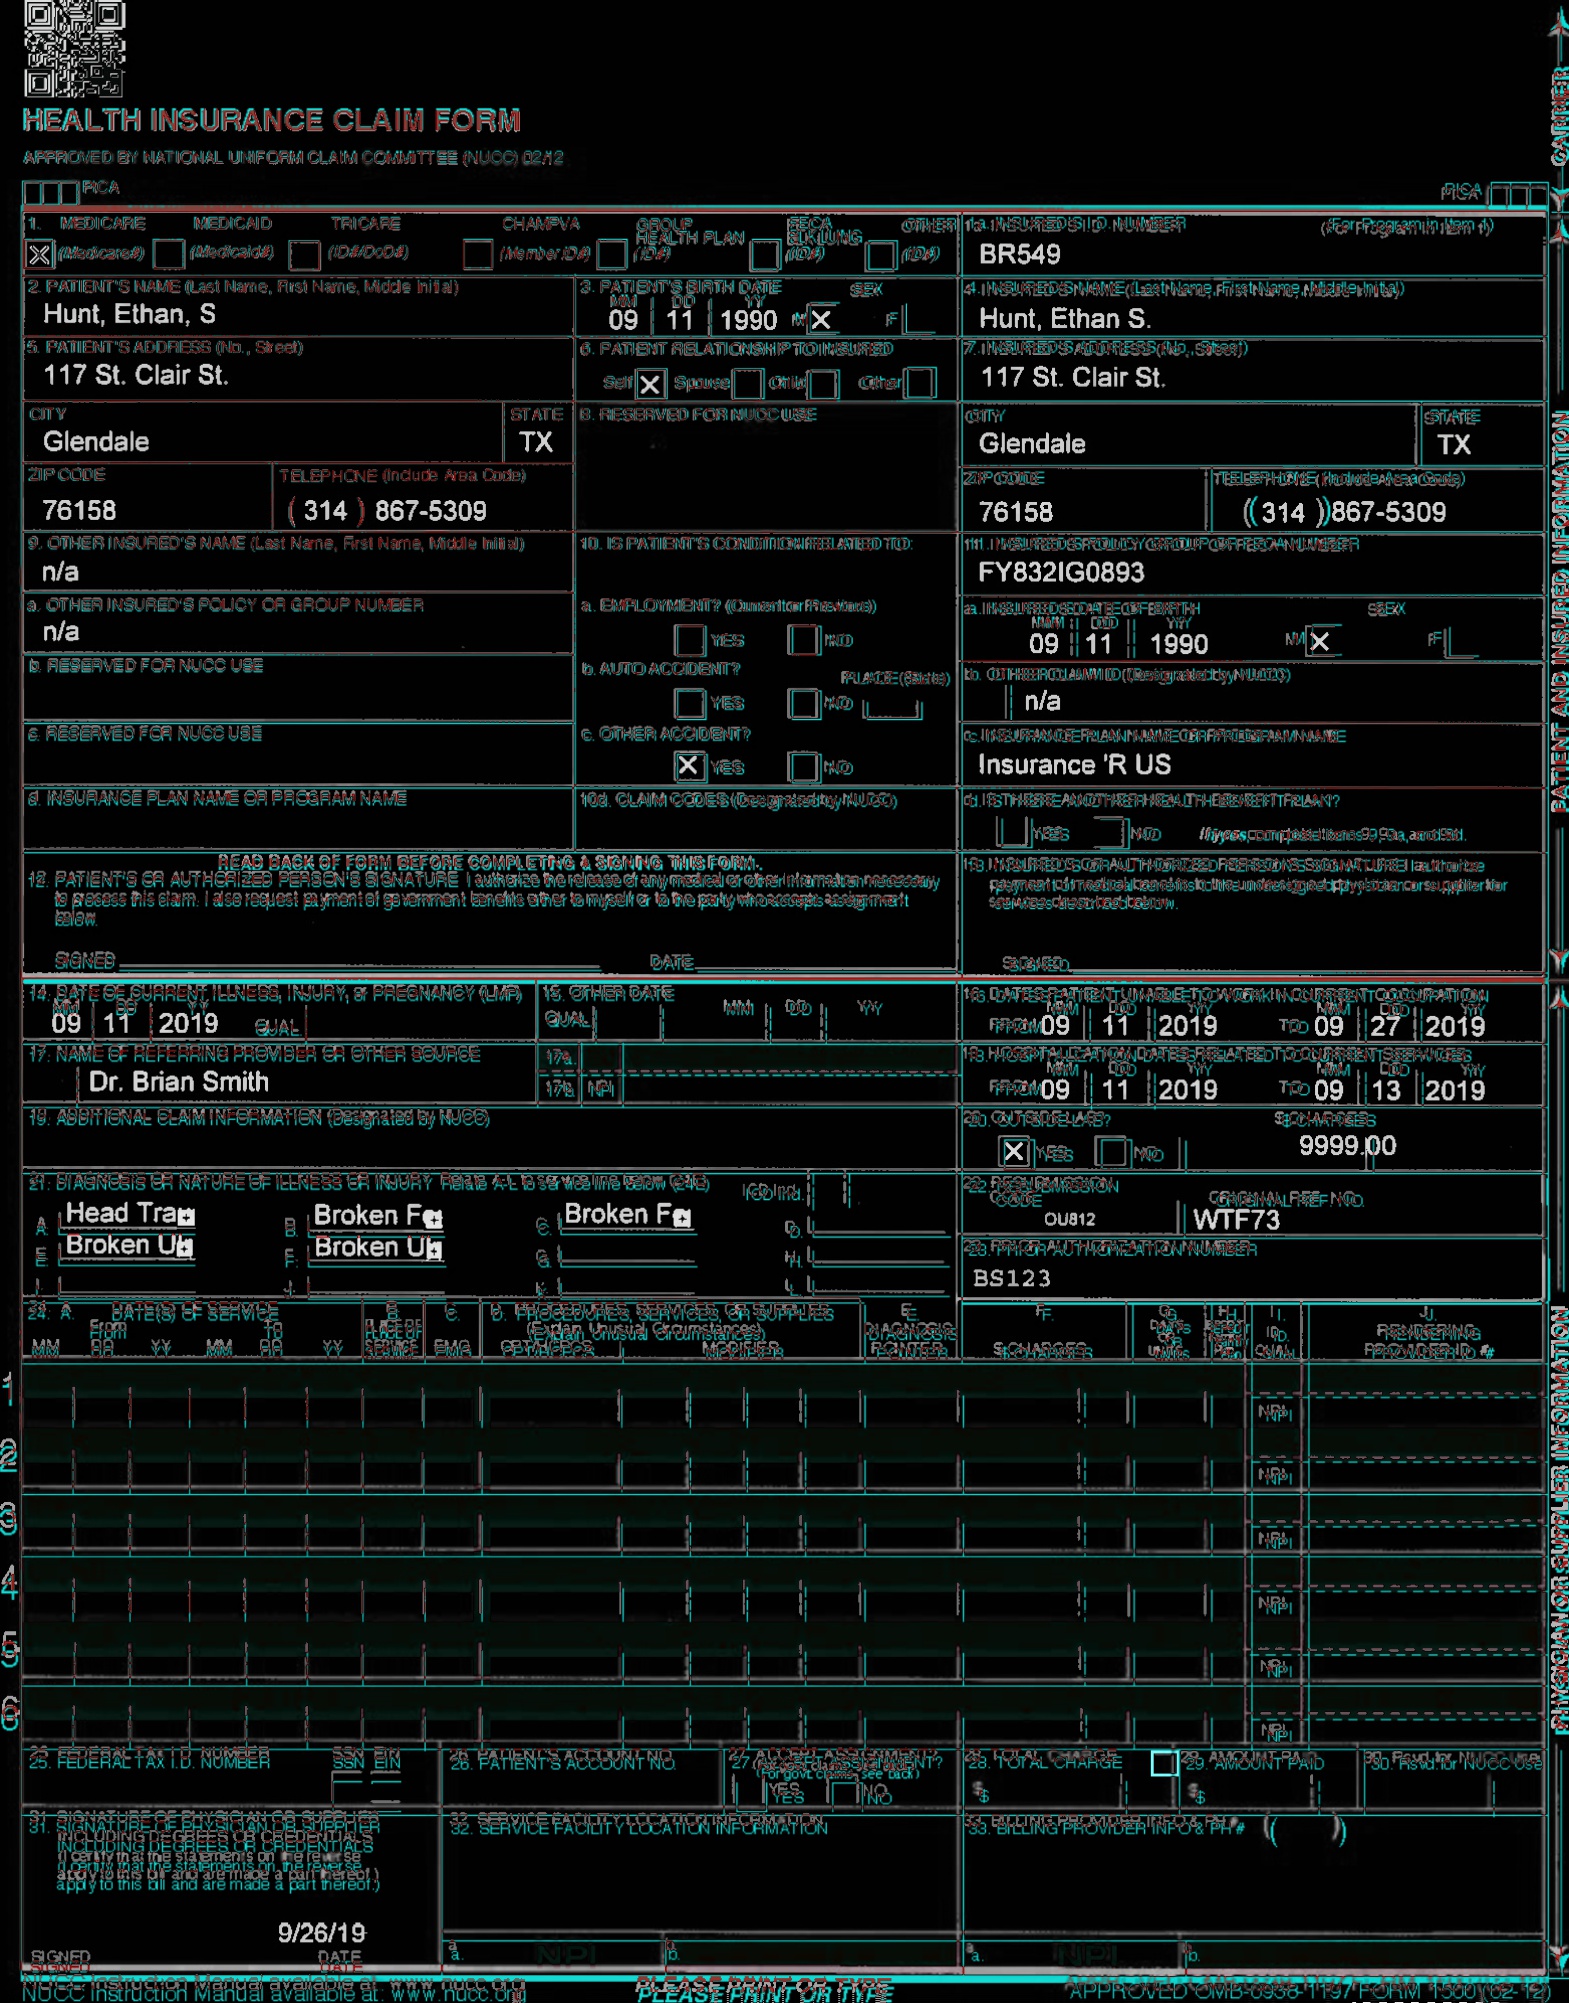 HEALTH INSURANCE CLAIM FORM
APPROVED BY NATIONAL UNIFORM CLAIM COMMITTEE (NUCC) 02/12
PICA
PICA
CARRIER
1. MEDICARE MEDICAID TRICARE CHAMPVA GROUP HEALTH PLAN FECA BLK LUNG OTHER
(Medicare#) (Medicaid#) (ID#/DoD#) (Member ID#) (ID#) (ID#) (ID#)
1a. INSURED'S I.D. NUMBER (For Program in Item 1)
BR549
2. PATIENT'S NAME (Last Name, First Name, Middle Initial)
Hunt, Ethan, S
3. PATIENT'S BIRTH DATE SEX
MM DD YY
09 11 1990 M X F
4. INSURED'S NAME (Last Name, First Name, Middle Initial)
Hunt, Ethan S.
5. PATIENT'S ADDRESS (No., Street)
117 St. Clair St.
6. PATIENT RELATIONSHIP TO INSURED
Self X Spouse Child Other
7. INSURED'S ADDRESS (No., Street)
117 St. Clair St.
CITY STATE
Glendale TX
8. RESERVED FOR NUCC USE
CITY STATE
Glendale TX
ZIP CODE TELEPHONE (Include Area Code)
76158 ( 314 ) 867-5309
ZIP CODE TELEPHONE (Include Area Code)
76158 ( 314 ) 867-5309
9. OTHER INSURED'S NAME (Last Name, First Name, Middle Initial)
n/a
10. IS PATIENT'S CONDITION RELATED TO:
11. INSURED'S POLICY GROUP OR FECA NUMBER
FY832IG0893
a. OTHER INSURED'S POLICY OR GROUP NUMBER
n/a
a. EMPLOYMENT? (Current or Previous)
YES NO
a. INSURED'S DATE OF BIRTH SEX
MM DD YY
09 11 1990 M X F
b. RESERVED FOR NUCC USE
b. AUTO ACCIDENT? PLACE (State)
YES NO
b. OTHER CLAIM ID (Designated by NUCC)
n/a
c. RESERVED FOR NUCC USE
c. OTHER ACCIDENT?
X YES NO
c. INSURANCE PLAN NAME OR PROGRAM NAME
Insurance 'R US
d. INSURANCE PLAN NAME OR PROGRAM NAME
10d. CLAIM CODES (Designated by NUCC)
d. IS THERE ANOTHER HEALTH BENEFIT PLAN?
YES NO If yes, complete items 9, 9a, and 9d.
PATIENT AND INSURED INFORMATION
READ BACK OF FORM BEFORE COMPLETING & SIGNING THIS FORM.
12. PATIENT'S OR AUTHORIZED PERSON'S SIGNATURE I authorize the release of any medical or other information necessary
to process this claim. I also request payment of government benefits either to myself or to the party who accepts assignment
below.
SIGNED DATE
13. INSURED'S OR AUTHORIZED PERSON'S SIGNATURE I authorize
payment of medical benefits to the undersigned physician or supplier for
services described below.
SIGNED
14. DATE OF CURRENT ILLNESS, INJURY, or PREGNANCY (LMP)
MM DD YY
09 11 2019 QUAL.
15. OTHER DATE
QUAL. MM DD YY
16. DATES PATIENT UNABLE TO WORK IN CURRENT OCCUPATION
MM DD YY MM DD YY
FROM 09 11 2019 TO 09 27 2019
17. NAME OF REFERRING PROVIDER OR OTHER SOURCE
Dr. Brian Smith
17a.
17b. NPI
18. HOSPITALIZATION DATES RELATED TO CURRENT SERVICES
MM DD YY MM DD YY
FROM 09 11 2019 TO 09 13 2019
19. ADDITIONAL CLAIM INFORMATION (Designated by NUCC)
20. OUTSIDE LAB? $ CHARGES
X YES NO 9999.00
21. DIAGNOSIS OR NATURE OF ILLNESS OR INJURY Relate A-L to service line below (24E) ICD Ind.
A. Head Tra B. Broken Fe C. Broken Fe D.
E. Broken Ul F. Broken Ul G. H.
I. J. K. L.
22. RESUBMISSION CODE ORIGINAL REF. NO.
OU812 WTF73
23. PRIOR AUTHORIZATION NUMBER
BS123
24. A. DATE(S) OF SERVICE B. C. D. PROCEDURES, SERVICES, OR SUPPLIES E. F. G. H. I. J.
From To PLACE OF SERVICE (Explain Unusual Circumstances) DIAGNOSIS POINTER DAYS OR UNITS ID. QUAL. RENDERING PROVIDER ID. #
MM DD YY MM DD YY EMG CPT/HCPCS MODIFIER $ CHARGES
1 NPI
2 NPI
3 NPI
4 NPI
5 NPI
6 NPI
PHYSICIAN OR SUPPLIER INFORMATION
25. FEDERAL TAX I.D. NUMBER SSN EIN
26. PATIENT'S ACCOUNT NO.
27. ACCEPT ASSIGNMENT?
(For govt. claims, see back)
YES NO
28. TOTAL CHARGE
$
29. AMOUNT PAID
$
30. Rsvd for NUCC Use
31. SIGNATURE OF PHYSICIAN OR SUPPLIER
INCLUDING DEGREES OR CREDENTIALS
(I certify that the statements on the reverse
apply to this bill and are made a part thereof.)
9/26/19
SIGNED DATE
32. SERVICE FACILITY LOCATION INFORMATION
a. NPI b.
33. BILLING PROVIDER INFO & PH # ( )
a. NPI b.
NUCC Instruction Manual available at: www.nucc.org
PLEASE PRINT OR TYPE
APPROVED OMB-0938-1197 FORM 1500 (02-12)